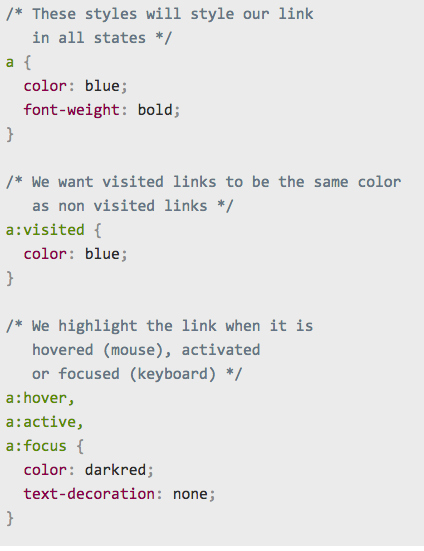 /* These styles will style our link
   in all states */
a {
  color: blue;
  font-weight: bold;
}

/* We want visited links to be the same color
   as non visited links */
a:visited {
  color: blue;
}

/* We highlight the link when it is
   hovered (mouse), activated
   or focused (keyboard) */
a:hover,
a:active,
a:focus {
  color: darkred;
  text-decoration: none;
}